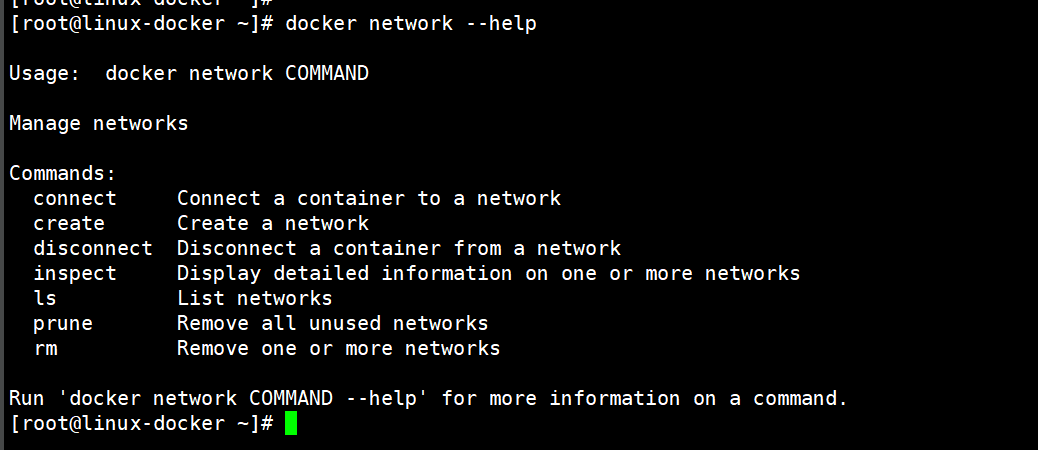 [root@linux-docker ~]#
[root@linux-docker ~]# docker network --help
Usage:  docker network COMMAND
Manage networks
Commands:
  connect     Connect a container to a network
  create      Create a network
  disconnect  Disconnect a container from a network
  inspect     Display detailed information on one or more networks
  ls          List networks
  prune       Remove all unused networks
  rm          Remove one or more networks
Run 'docker network COMMAND --help' for more information on a command.
[root@linux-docker ~]#